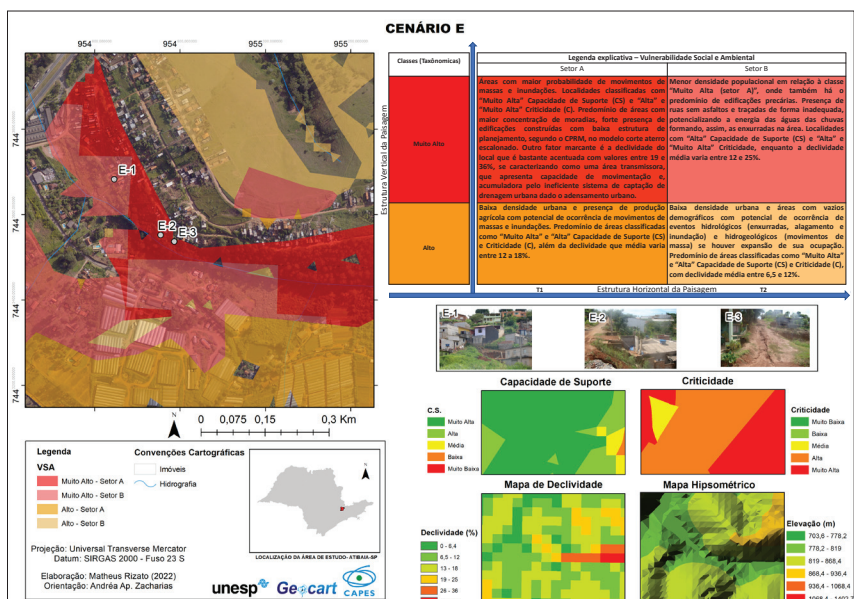 CENÁRIO E
954 954 955 955
744
744
744
744
E-1
E-2
E-3
N
0 0,075 0,15 0,3 Km
Classes (Taxônomicas)
Legenda explicativa – Vulnerabilidade Social e Ambiental
Setor A Setor B
Estrutura Vertical da Paisagem
Muito Alto
Áreas com maior probabilidade de movimentos de
massas e inundações. Localidades classificadas com
"Muito Alta" Capacidade de Suporte (CS) e "Alta" e
"Muito Alta" Criticidade (C). Predomínio de áreas com
maior concentração de moradias, forte presença de
edificações construídas com baixa estrutura de
planejamento, segundo o CPRM, no modelo corte aterro
escalonado. Outro fator marcante é a declividade do
local que é bastante acentuada com valores entre 19 e
36%, se caracterizando como uma área transmissora,
que apresenta capacidade de movimentação e,
acumuladora pelo ineficiente sistema de captação de
drenagem urbana dado o adensamento urbano.
Menor densidade populacional em relação à classe
"Muito Alta (setor A)", onde também há o
predomínio de edificações precárias. Presença de
ruas sem asfaltos e traçadas de forma inadequada,
potencializando a energia das águas das chuvas
formando, assim, as enxurradas na área. Localidades
com "Alta" Capacidade de Suporte (CS) e "Alta" e
"Muito Alta" Criticidade, enquanto a declividade
média varia entre 12 e 25%.
Alto
Baixa densidade urbana e presença de produção
agrícola com potencial de ocorrência de movimentos de
massas e inundações. Predomínio de áreas classificadas
como "Muito Alta" e "Alta" Capacidade de Suporte (CS)
e Criticidade (C), além da declividade que média varia
entre 12 a 18%.
Baixa densidade urbana e áreas com vazios
demográficos com potencial de ocorrência de
eventos hidrológicos (enxurradas, alagamento e
inundação) e hidrogeológicos (movimentos de
massa) se houver expansão de sua ocupação.
Predomínio de áreas classificadas como "Muito Alta"
e "Alta" Capacidade de Suporte (CS) e Criticidade (C),
com declividade média entre 6,5 e 12%.
T1 Estrutura Horizontal da Paisagem T2
E-1
E-2
E-3
Capacidade de Suporte
C.S.
Muito Alta
Alta
Média
Baixa
Muito Baixa
Criticidade
Criticidade
Muito Baixa
Baixa
Média
Alta
Muito Alta
Mapa de Declividade
Declividade (%)
0 - 6,4
6,5 - 12
13 - 18
19 - 25
26 - 36
Mapa Hipsométrico
Elevação (m)
703,6 - 778,2
778,2 - 819
819 - 868,4
868,4 - 936,4
936,4 - 1068,4
1068,4 - 1402,7
Legenda
VSA
Muito Alto - Setor A
Muito Alto - Setor B
Alto - Setor A
Alto - Setor B
Convenções Cartográficas
Imóveis
Hidrografia
N
LOCALIZAÇÃO DA ÁREA DE ESTUDO- ATIBAIA-SP
Projeção: Universal Transverse Mercator
Datum: SIRGAS 2000 - Fuso 23 S
Elaboração: Matheus Rizato (2022)
Orientação: Andréa Ap. Zacharias
unesp
Geocart
CAPES